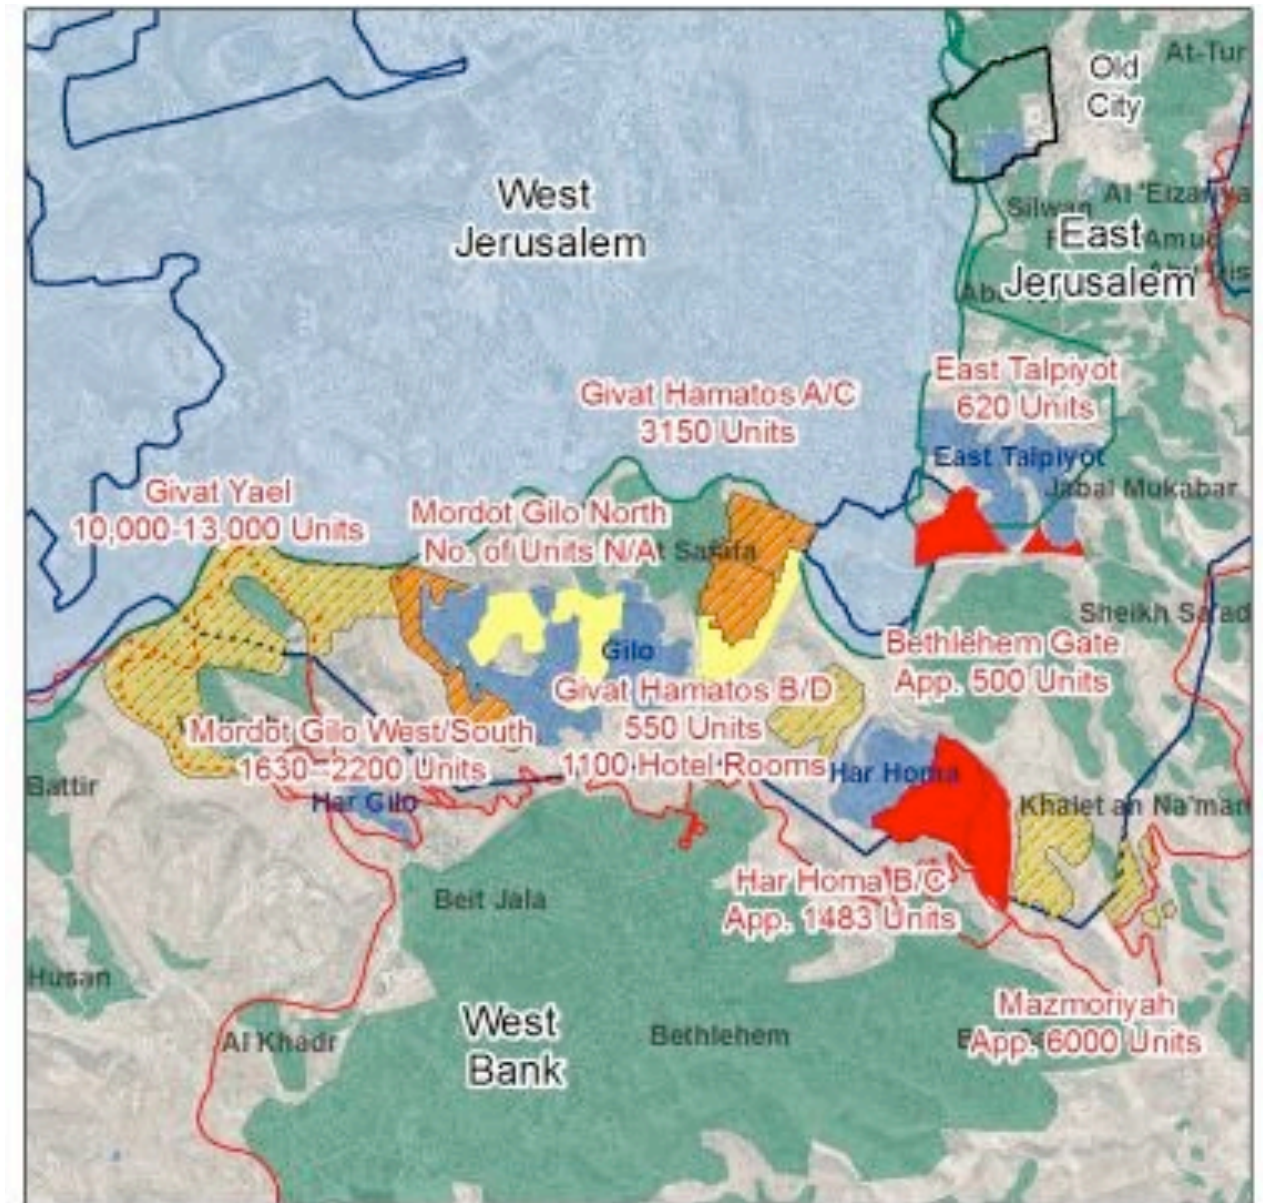 At-Tur
Old
City
West
Jerusalem
Silwan
Al 'Eizariya
East
Jerusalem
Amud
East Talpiyot
620 Units
Givat Hamatos A/C
3150 Units
East Talpiyot
Jabal Mukabar
Givat Yael
10,000-13,000 Units
Mordot Gilo North
No. of Units N/A
Safafa
Sheikh Sa'ad
Gilo
Bethlehem Gate
App. 500 Units
Givat Hamatos B/D
550 Units
1100 Hotel Rooms
Mordot Gilo West/South
1630-2200 Units
Har Homa
Battir
Har Gilo
Khalet an Na'man
Har Homa B/C
App. 1483 Units
Beit Jala
Husan
Mazmoriyah
App. 6000 Units
Al Khadr
West
Bank
Bethlehem